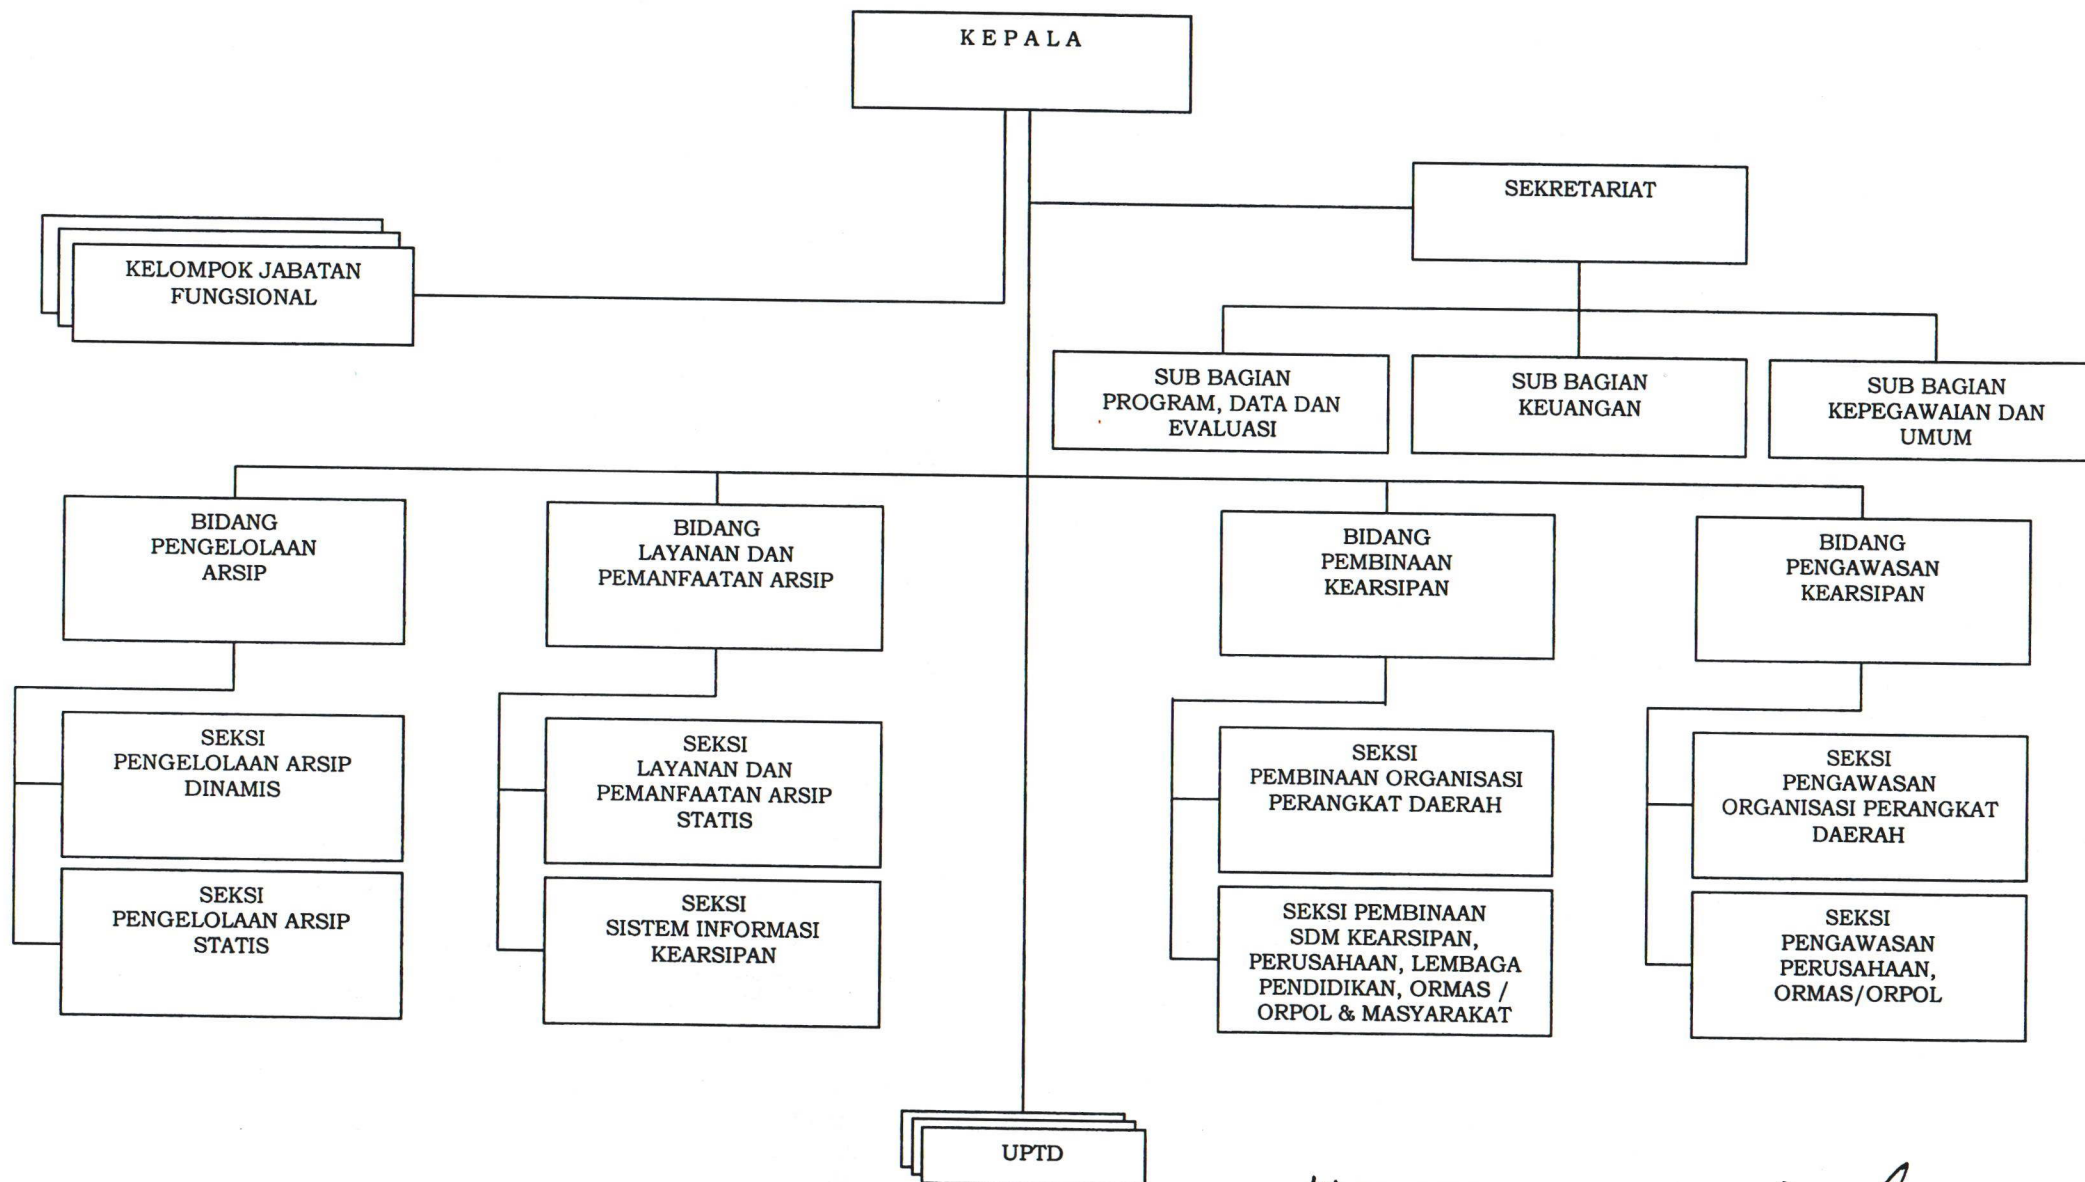 K E P A L A
SEKRETARIAT
KELOMPOK JABATAN
FUNGSIONAL
SUB BAGIAN
PROGRAM, DATA DAN
EVALUASI
SUB BAGIAN
KEUANGAN
SUB BAGIAN
KEPEGAWAIAN DAN
UMUM
BIDANG
PENGELOLAAN
ARSIP
BIDANG
LAYANAN DAN
PEMANFAATAN ARSIP
BIDANG
PEMBINAAN
KEARSIPAN
BIDANG
PENGAWASAN
KEARSIPAN
SEKSI
PENGELOLAAN ARSIP
DINAMIS
SEKSI
LAYANAN DAN
PEMANFAATAN ARSIP
STATIS
SEKSI
PEMBINAAN ORGANISASI
PERANGKAT DAERAH
SEKSI
PENGAWASAN
ORGANISASI PERANGKAT
DAERAH
SEKSI
PENGELOLAAN ARSIP
STATIS
SEKSI
SISTEM INFORMASI
KEARSIPAN
SEKSI PEMBINAAN
SDM KEARSIPAN,
PERUSAHAAN, LEMBAGA
PENDIDIKAN, ORMAS /
ORPOL & MASYARAKAT
SEKSI
PENGAWASAN
PERUSAHAAN,
ORMAS/ORPOL
UPTD